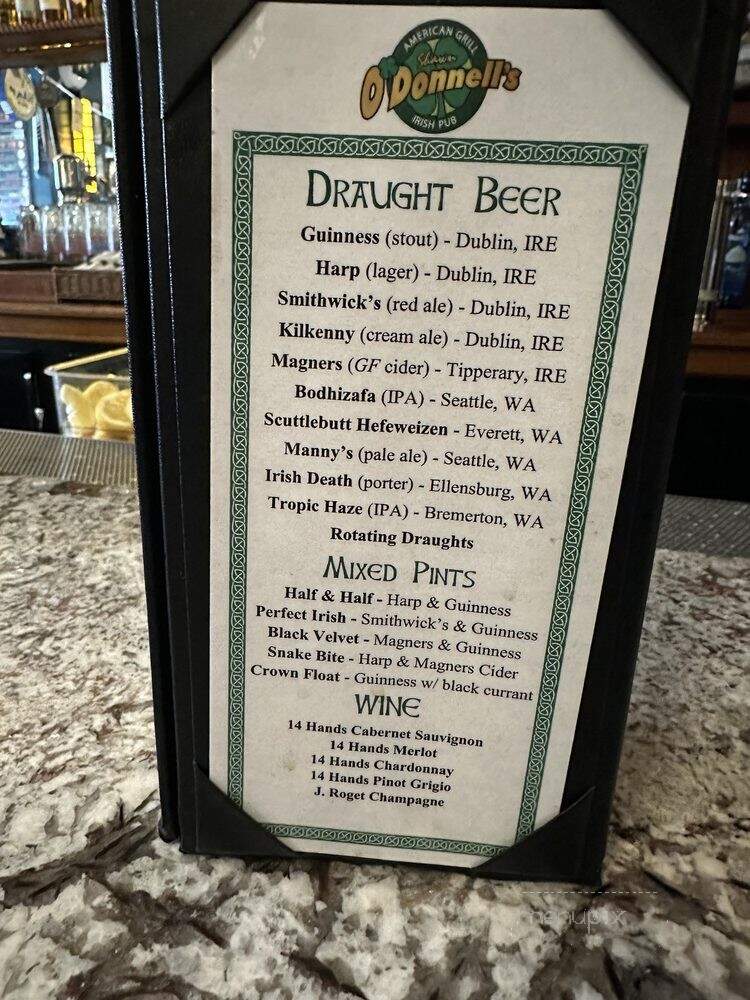 AMERICAN GRILL
Shawn
O'Donnell's
IRISH PUB
DRAUGHT BEER
Guinness (stout) - Dublin, IRE
Harp (lager) - Dublin, IRE
Smithwick's (red ale) - Dublin, IRE
Kilkenny (cream ale) - Dublin, IRE
Magners (GF cider) - Tipperary, IRE
Bodhizafa (IPA) - Seattle, WA
Scuttlebutt Hefeweizen - Everett, WA
Manny's (pale ale) - Seattle, WA
Irish Death (porter) - Ellensburg, WA
Tropic Haze (IPA) - Bremerton, WA
Rotating Draughts
MIXED PINTS
Half & Half - Harp & Guinness
Perfect Irish - Smithwick's & Guinness
Black Velvet - Magners & Guinness
Snake Bite - Harp & Magners Cider
Crown Float - Guinness w/ black currant
WINE
14 Hands Cabernet Sauvignon
14 Hands Merlot
14 Hands Chardonnay
14 Hands Pinot Grigio
J. Roget Champagne
menupix